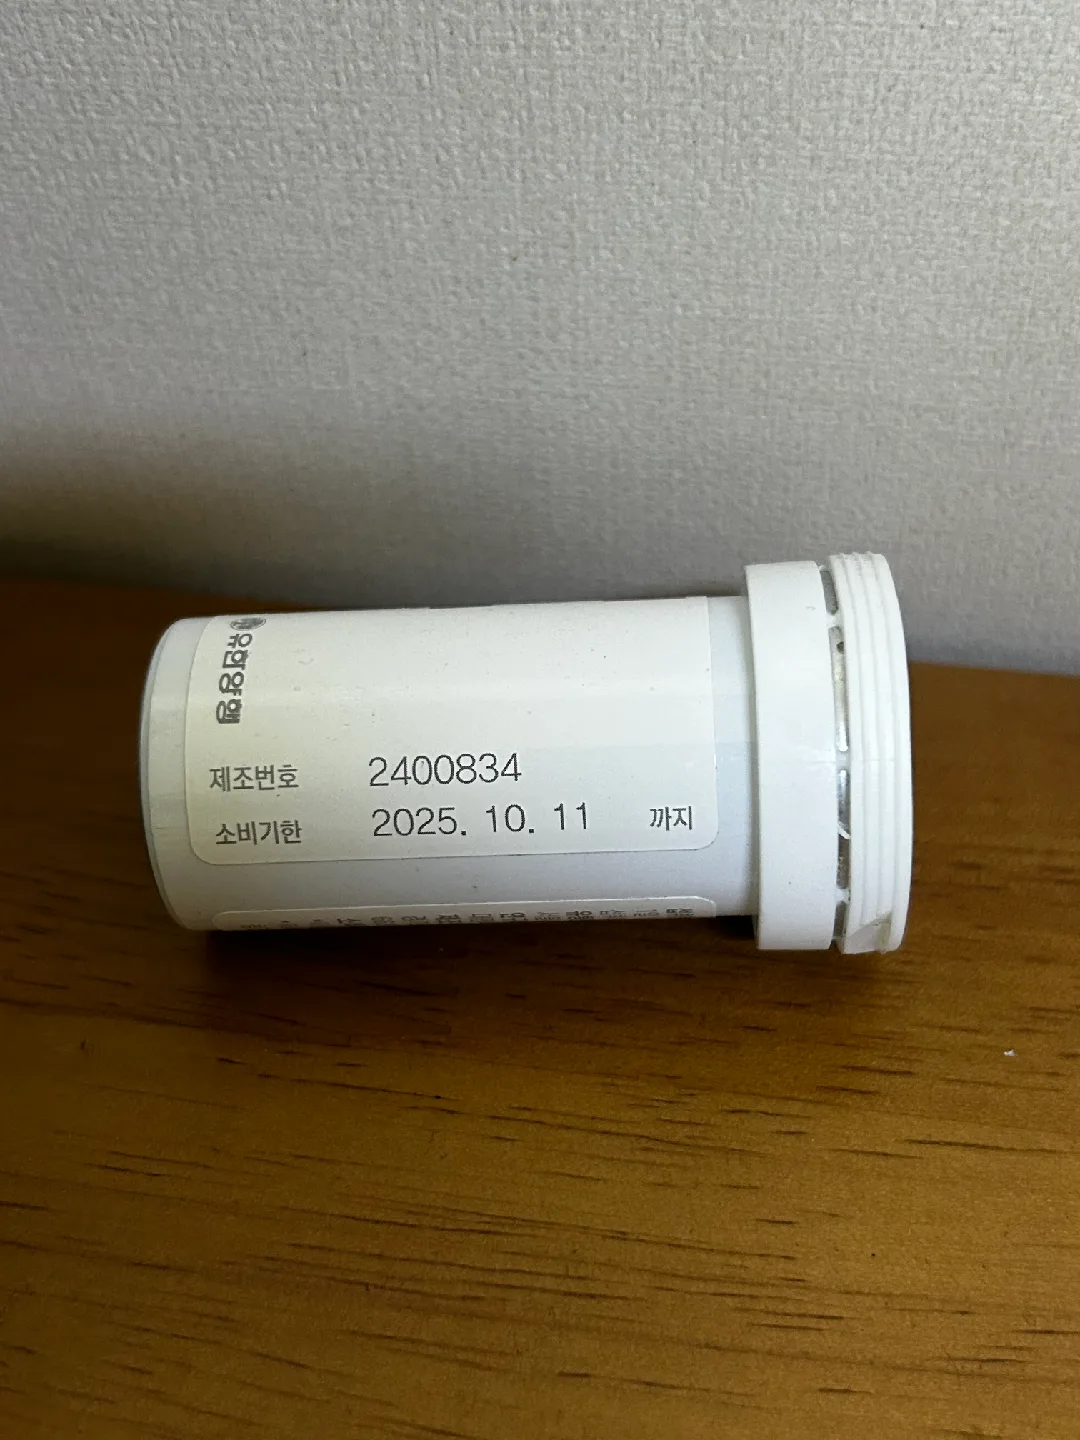 유한양행
제조번호 2400834
소비기한 2025. 10. 11 까지